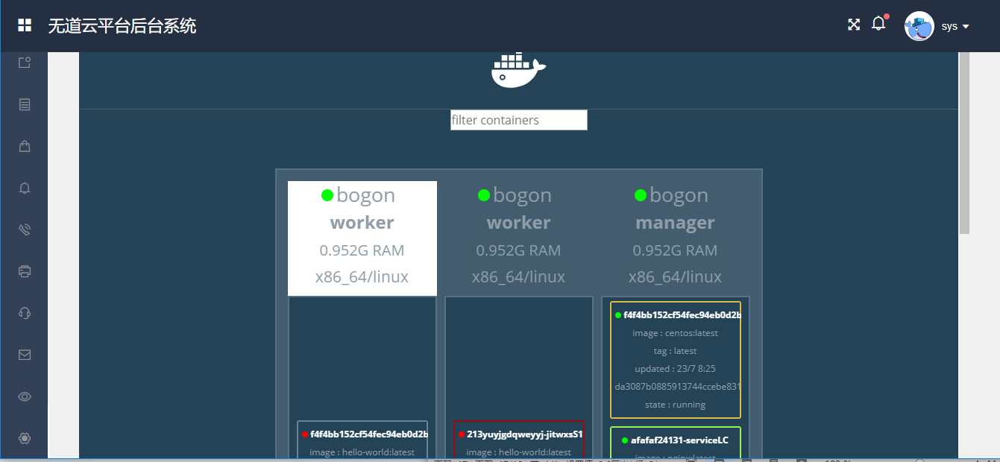 无道云平台后台系统
sys
filter containers
bogon
worker
0.952G RAM
x86_64/linux
bogon
worker
0.952G RAM
x86_64/linux
bogon
manager
0.952G RAM
x86_64/linux
f4f4bb152cf54fec94eb0d2b
image : hello-world:latest
213yuyjgdqweyyj-jitwxsS1
image : hello-world:latest
f4f4bb152cf54fec94eb0d2b
image : centos:latest
tag : latest
updated : 23/7 8:25
da3087b0885913744ccebe831
state : running
afafaf24131-serviceLC
image : nginx:latest